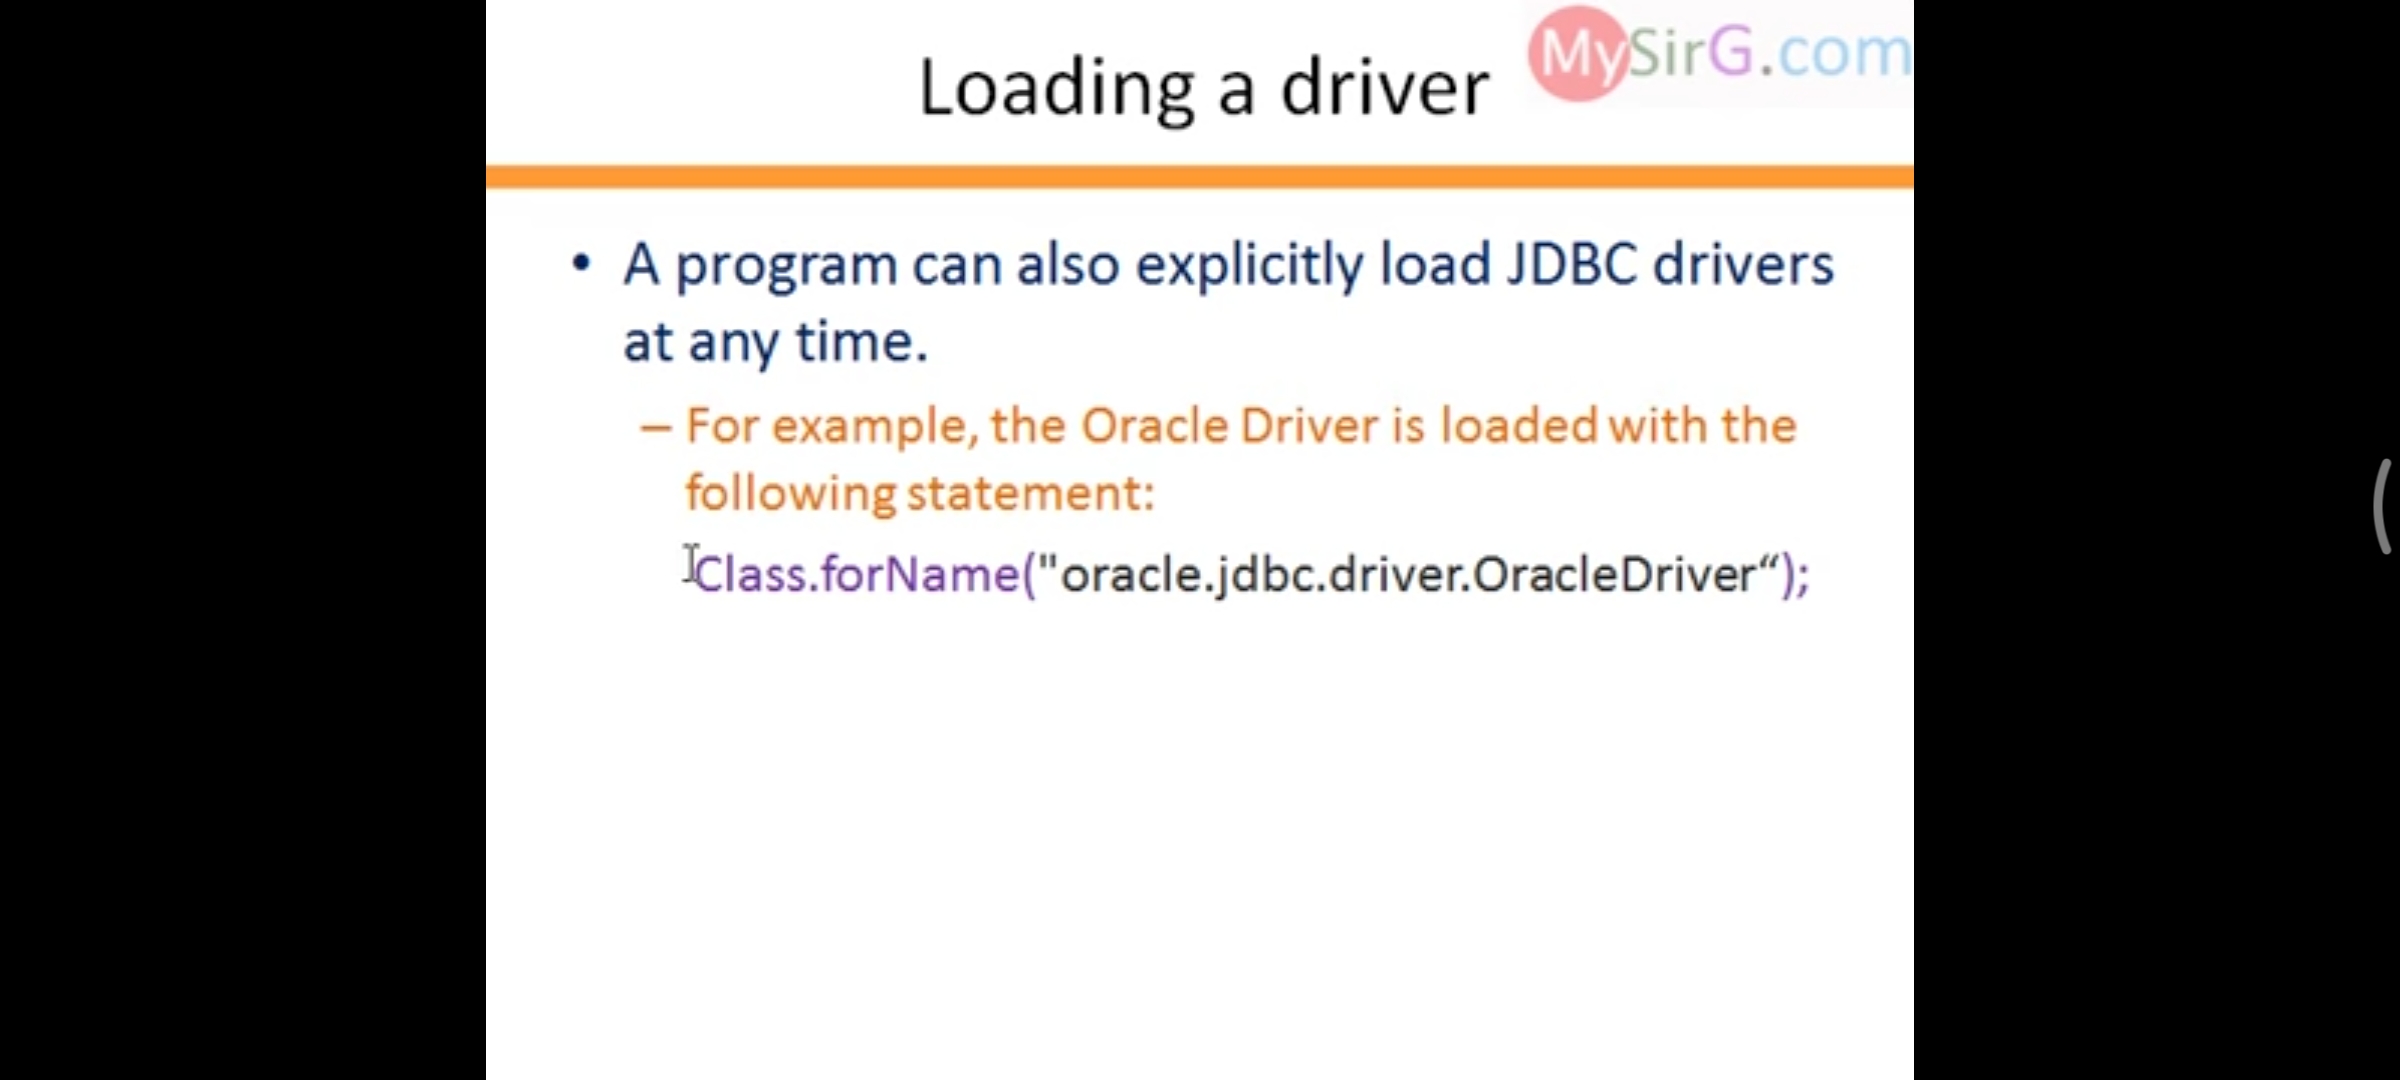 MySirG.com
Loading a driver
• A program can also explicitly load JDBC drivers
at any time.
– For example, the Oracle Driver is loaded with the
following statement:
Class.forName("oracle.jdbc.driver.OracleDriver“);